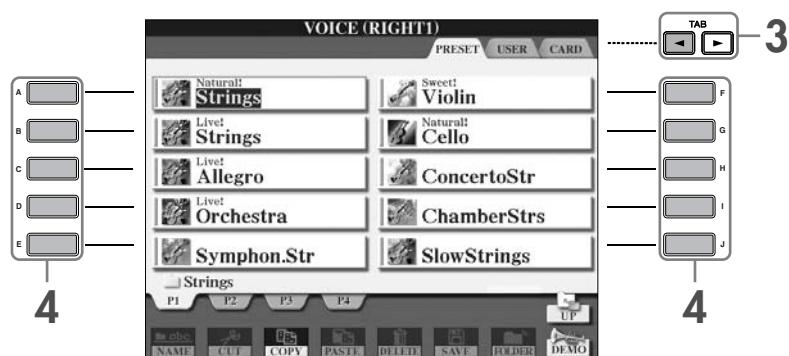 VOICE (RIGHT1)
PRESET USER CARD
TAB
3
A
Natural!
Strings
Sweet!
Violin
F
B
Live!
Strings
Natural!
Cello
G
C
Live!
Allegro
ConcertoStr
H
D
Live!
Orchestra
ChamberStrs
I
E
Symphon.Str
SlowStrings
J
4
Strings
4
P1 P2 P3 P4
UP
NAME CUT COPY PASTE DELETE SAVE FOLDER DEMO